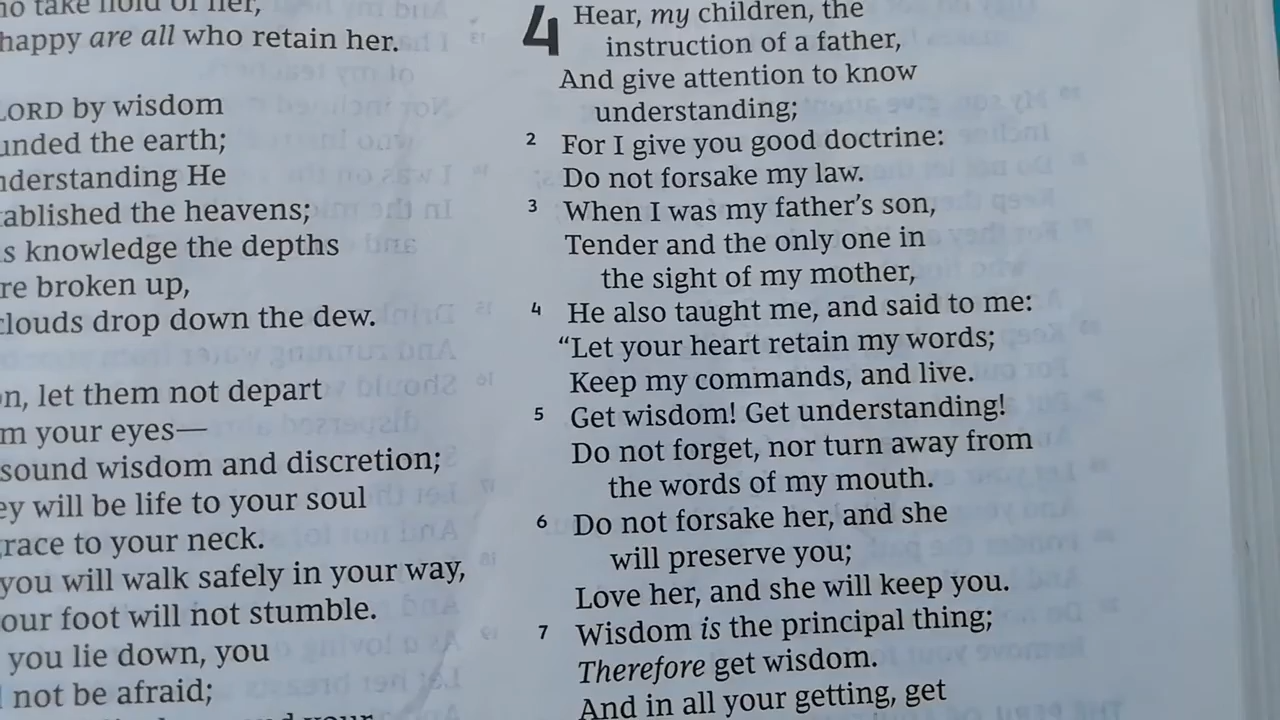 hold of her,
happy are all who retain her.
LORD by wisdom
the earth;
He
the heavens;
knowledge the depths
broken up,
clouds drop down the dew.
let them not depart
your eyes—
sound wisdom and discretion;
will be life to your soul
to your neck.
you will walk safely in your way,
foot will not stumble.
you lie down, you
not be afraid;
4 Hear, my children, the
instruction of a father,
And give attention to know
understanding;
2 For I give you good doctrine:
Do not forsake my law.
3 When I was my father’s son,
Tender and the only one in
the sight of my mother,
4 He also taught me, and said to me:
“Let your heart retain my words;
Keep my commands, and live.
5 Get wisdom! Get understanding!
Do not forget, nor turn away from
the words of my mouth.
6 Do not forsake her, and she
will preserve you;
Love her, and she will keep you.
7 Wisdom is the principal thing;
Therefore get wisdom.
And in all your getting, get